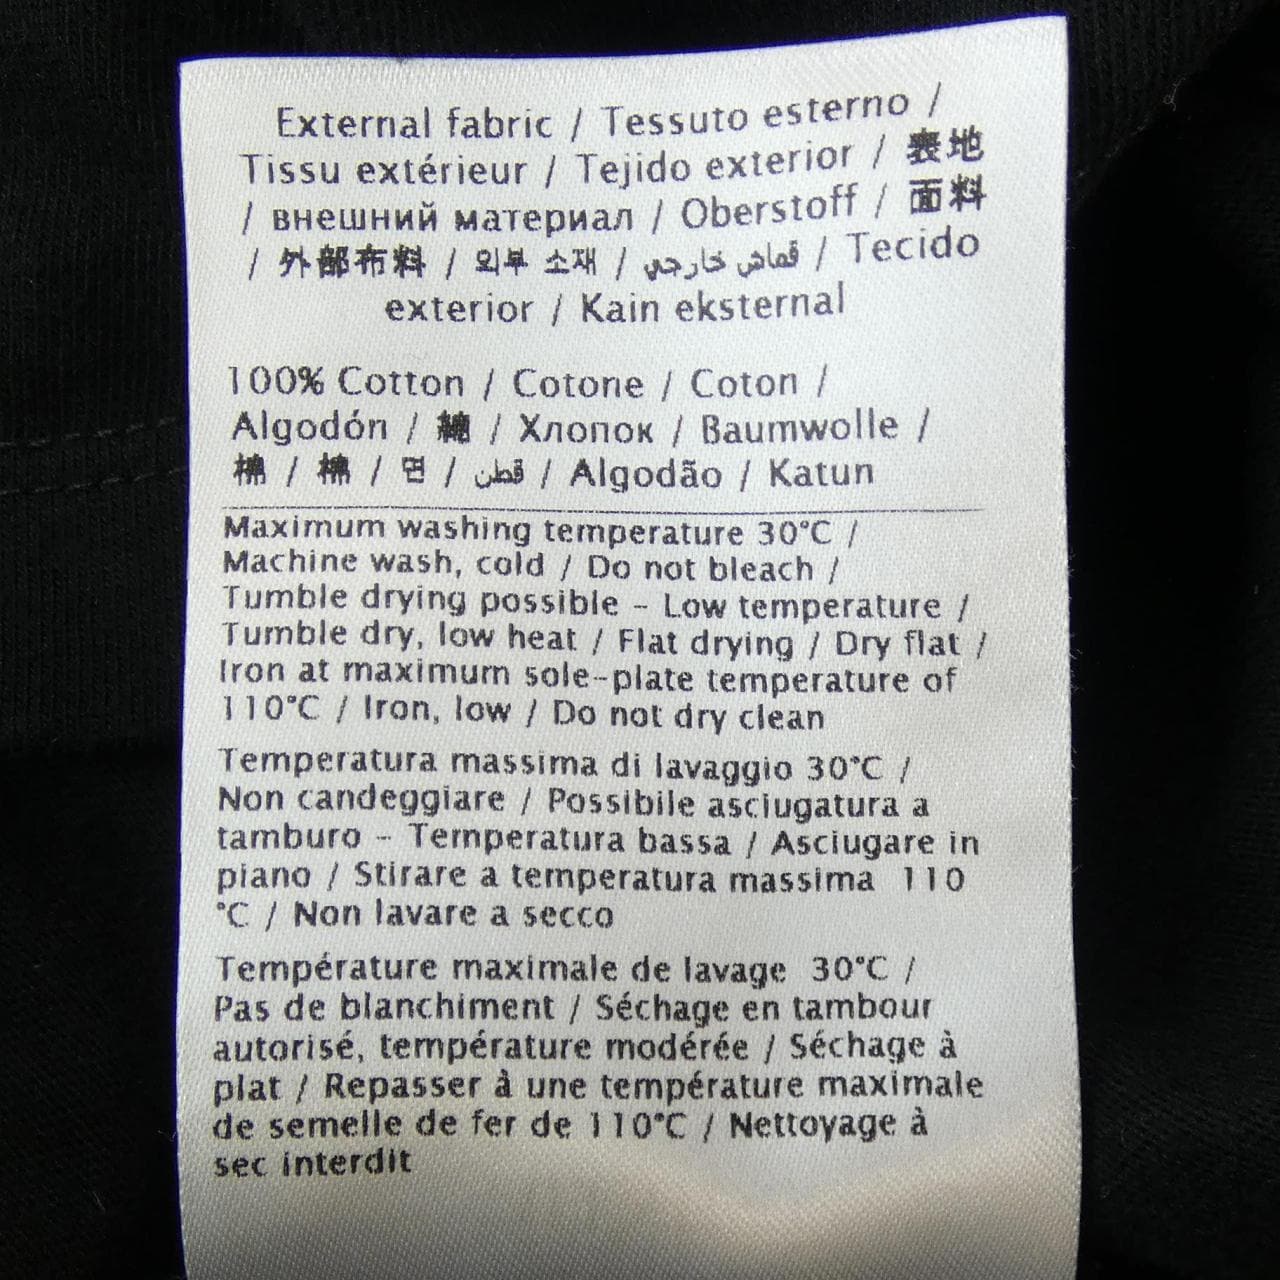 External fabric / Tessuto esterno /
Tissu extérieur / Tejido exterior / 表地
/ внешний материал / Oberstoff / 面料
/ 外部布料 / 외부 소재 / قماش خارجي / Tecido
exterior / Kain eksternal
100% Cotton / Cotone / Coton /
Algodón / 綿 / Хлопок / Baumwolle /
棉 / 棉 / 면 / قطن / Algodão / Katun
Maximum washing temperature 30°C /
Machine wash, cold / Do not bleach /
Tumble drying possible - Low temperature /
Tumble dry, low heat / Flat drying / Dry flat /
Iron at maximum sole-plate temperature of
110°C / Iron, low / Do not dry clean
Temperatura massima di lavaggio 30°C /
Non candeggiare / Possibile asciugatura a
tamburo - Temperatura bassa / Asciugare in
piano / Stirare a temperatura massima 110
°C / Non lavare a secco
Température maximale de lavage 30°C /
Pas de blanchiment / Séchage en tambour
autorisé, température modérée / Séchage à
plat / Repasser à une température maximale
de semelle de fer de 110°C / Nettoyage à
sec interdit